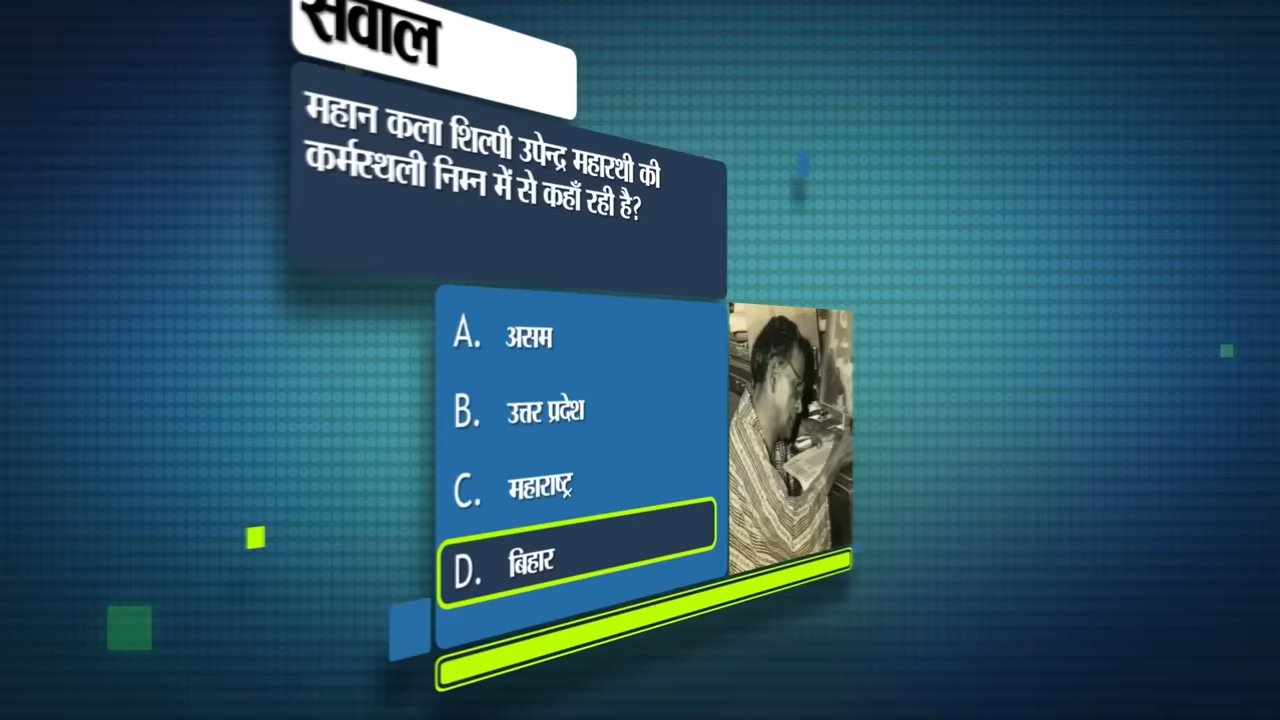 सवाल
महान कला शिल्पी उपेन्द्र महारथी की
कर्मस्थली निम्न में से कहाँ रही है?
A. असम
B. उत्तर प्रदेश
C. महाराष्ट्र
D. बिहार